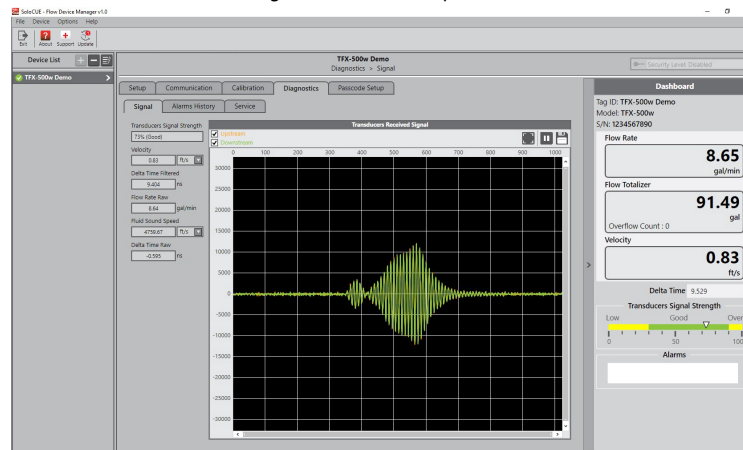 SoloCUE - Flow Device Manager v1.0
File Device Options Help
Exit About Support Update
Device List
TFX-500w Demo
TFX-500w Demo
Diagnostics > Signal
Security Level: Disabled
Setup Communication Calibration Diagnostics Passcode Setup
Signal Alarms History Service
Transducers Signal Strength
73% (Good)
Velocity
0.83 ft/s
Delta Time Filtered
9.404 ns
Flow Rate Raw
8.64 gal/min
Fluid Sound Speed
4759.67 ft/s
Delta Time Raw
-0.595 ns
Transducers Received Signal
Upstream
Downstream
0 100 200 300 400 500 600 700 800 900 1000
30000
25000
20000
15000
10000
5000
0
-5000
-10000
-15000
-20000
-25000
-30000
Dashboard
Tag ID: TFX-500w Demo
Model: TFX-500w
S/N: 1234567890
Flow Rate
8.65
gal/min
Flow Totalizer
91.49
gal
Overflow Count : 0
Velocity
0.83
ft/s
Delta Time 9.529
Transducers Signal Strength
Low Good Over
0 50 100
Alarms